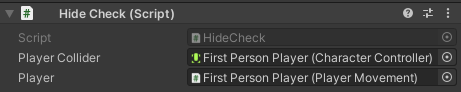 Hide Check (Script)
Script HideCheck
Player Collider First Person Player (Character Controller)
Player First Person Player (Player Movement)